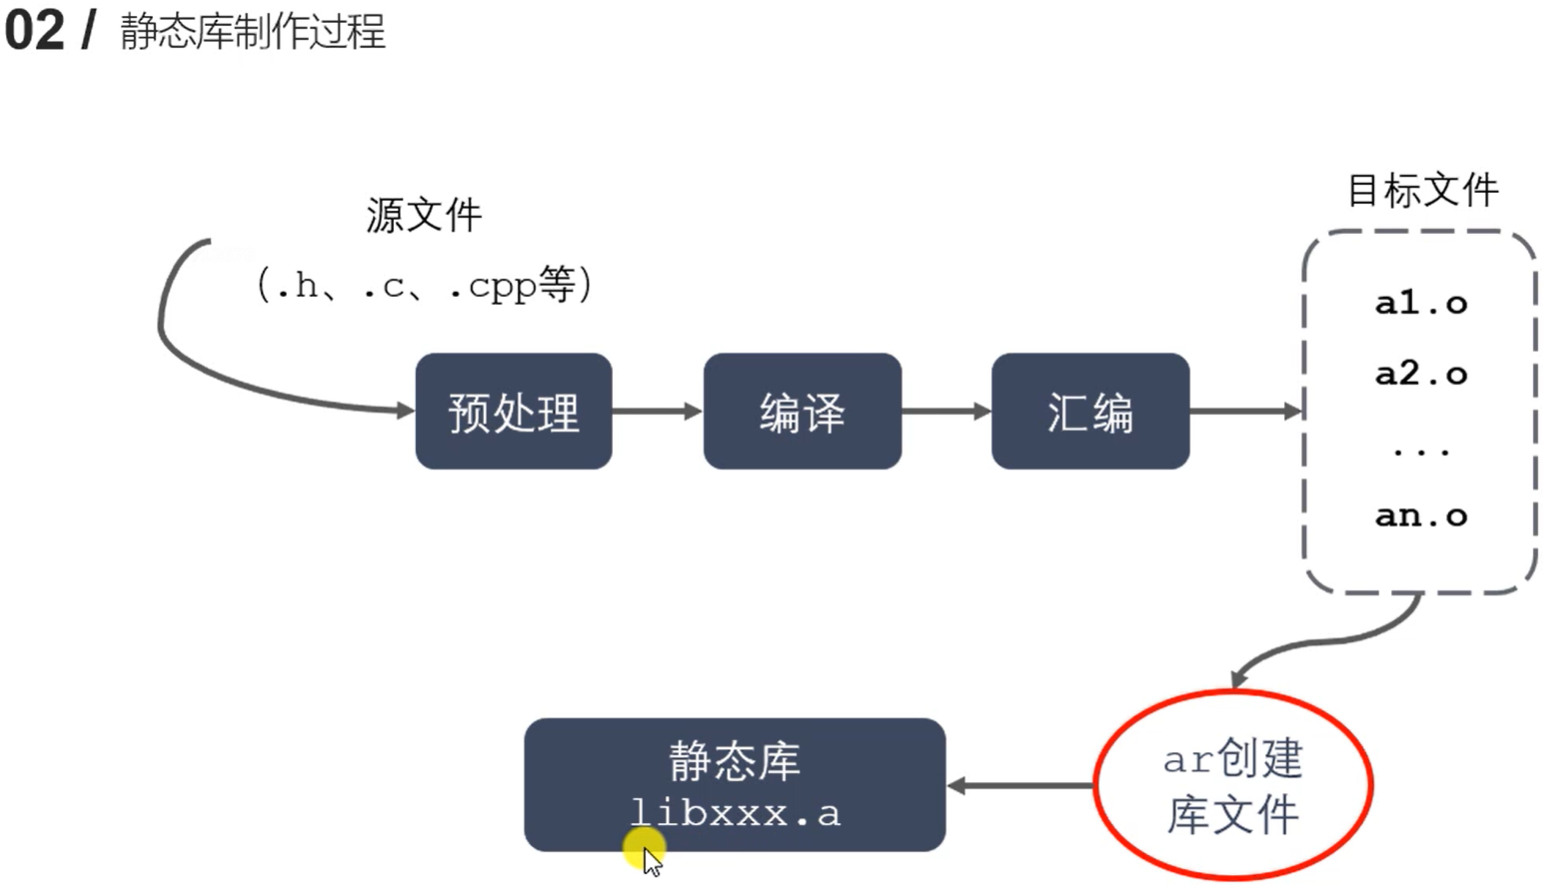 02 / 静态库制作过程
源文件
（.h、.c、.cpp等）
预处理
编译
汇编
目标文件
a1.o
a2.o
...
an.o
ar创建
库文件
静态库
libxxx.a